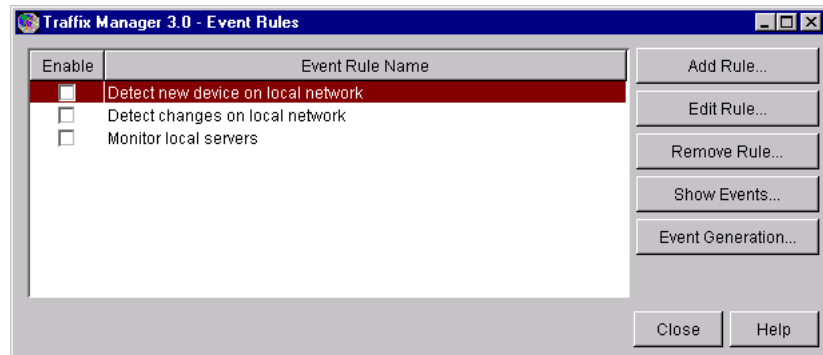 Traffix Manager 3.0 - Event Rules
Enable Event Rule Name
Detect new device on local network
Detect changes on local network
Monitor local servers
Add Rule...
Edit Rule...
Remove Rule...
Show Events...
Event Generation...
Close Help